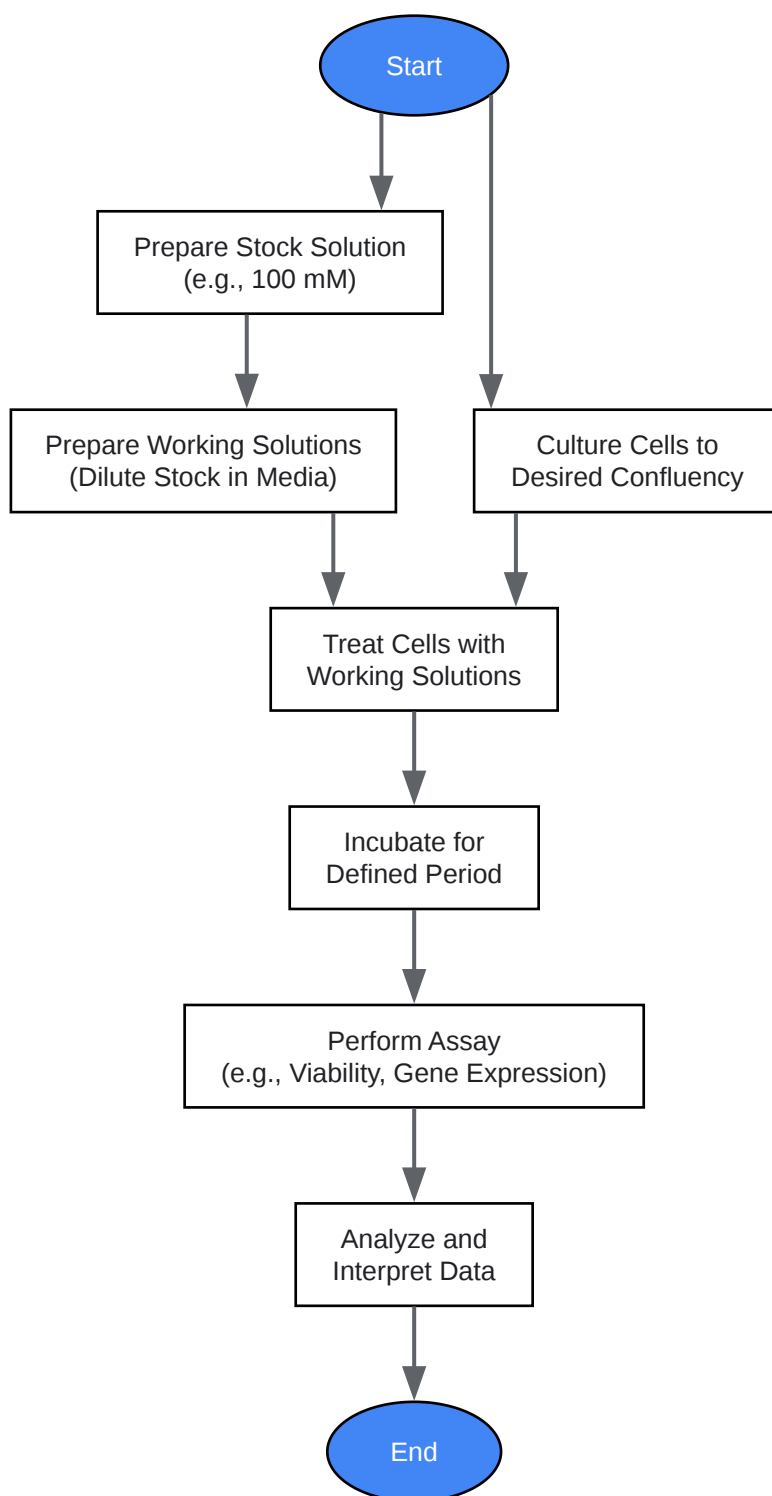 Start
Prepare Stock Solution
(e.g., 100 mM)
Prepare Working Solutions
(Dilute Stock in Media)
Culture Cells to
Desired Confluency
Treat Cells with
Working Solutions
Incubate for
Defined Period
Perform Assay
(e.g., Viability, Gene Expression)
Analyze and
Interpret Data
End